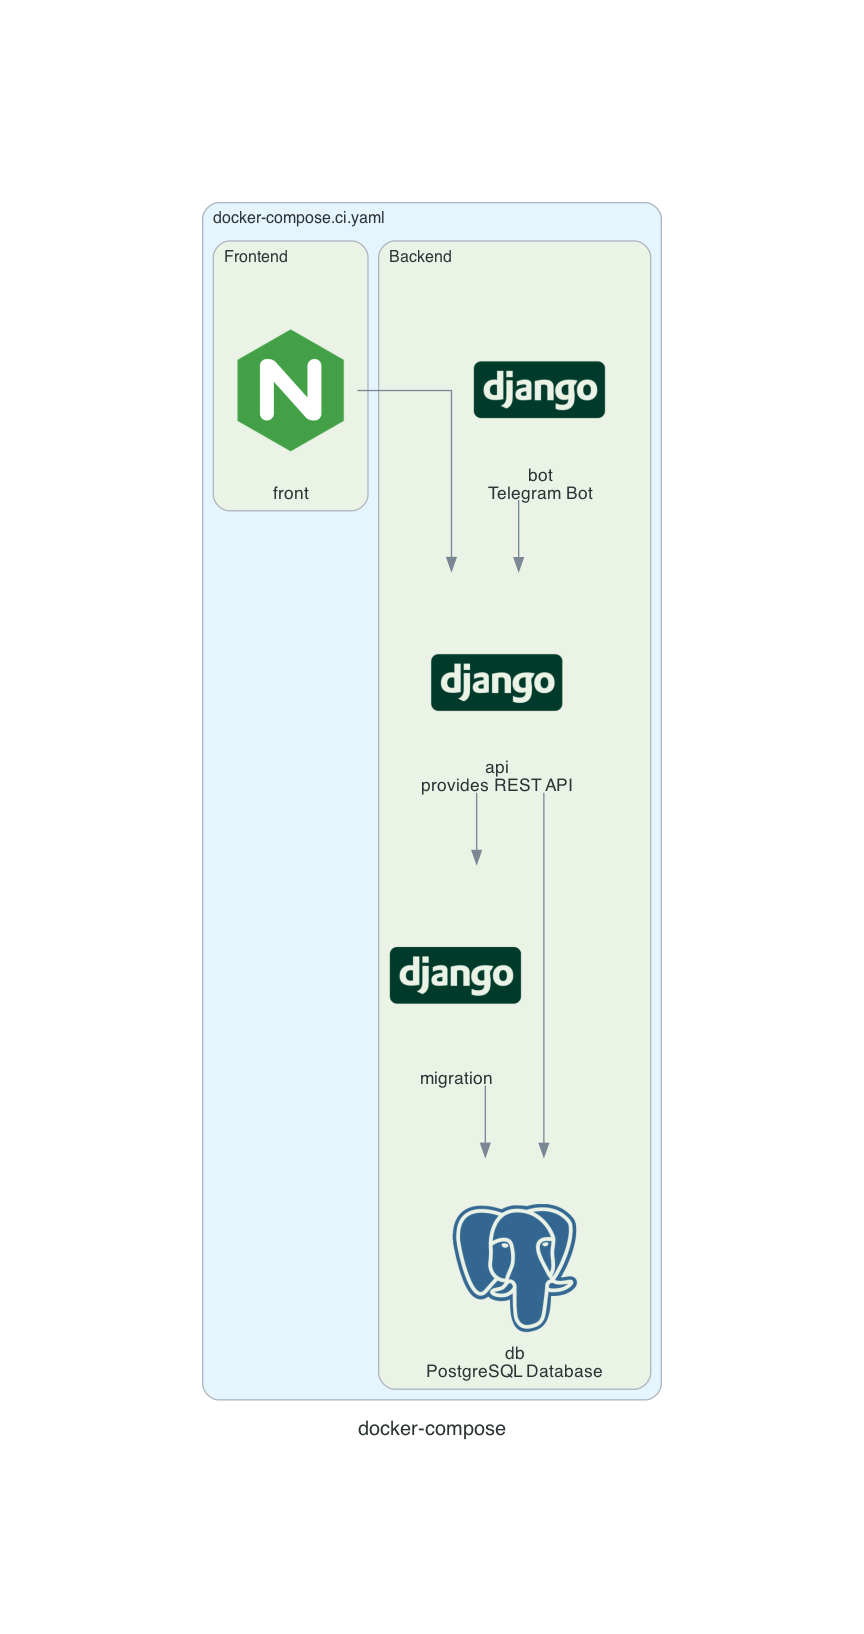 docker-compose.ci.yaml
Frontend
Backend
N
front
django
bot
Telegram Bot
django
api
provides REST API
django
migration
db
PostgreSQL Database
docker-compose